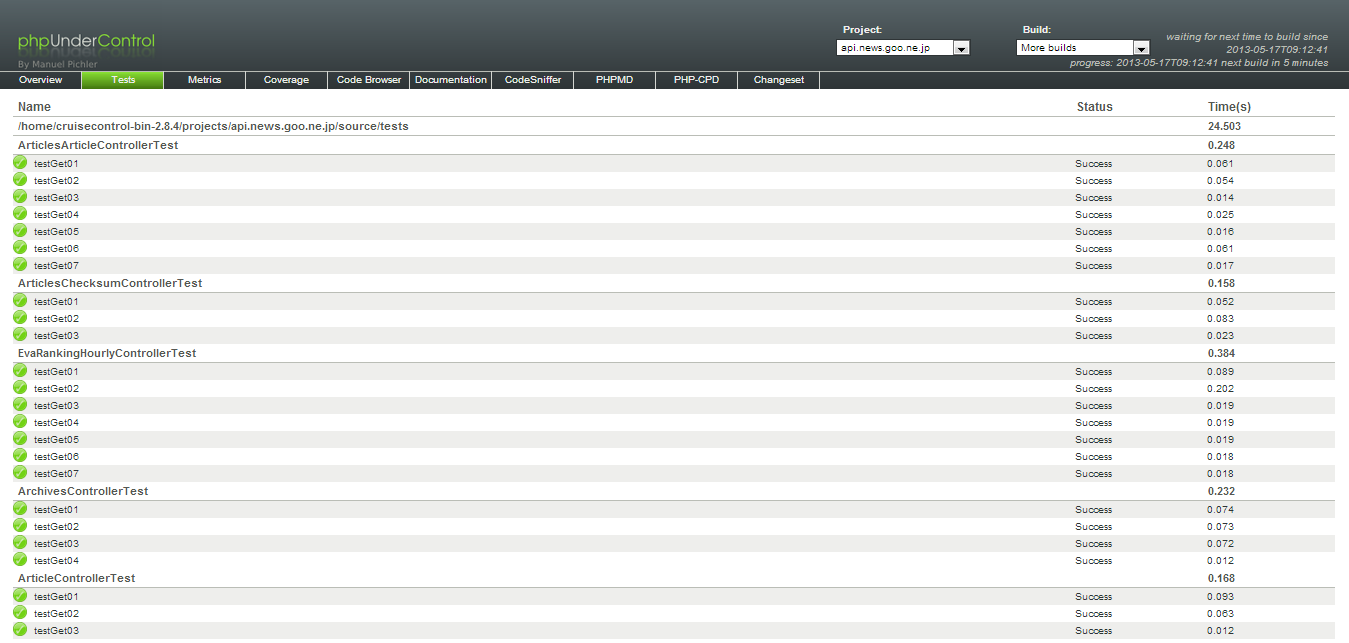 phpUnderControl
By Manuel Pichler
Project:
api.news.goo.ne.jp
Build:
More builds
waiting for next time to build since
2013-05-17T09:12:41
progress: 2013-05-17T09:12:41 next build in 5 minutes
Overview Tests Metrics Coverage Code Browser Documentation CodeSniffer PHPMD PHP-CPD Changeset
Name Status Time(s)
/home/cruisecontrol-bin-2.8.4/projects/api.news.goo.ne.jp/source/tests 24.503
ArticlesArticleControllerTest 0.248
testGet01 Success 0.061
testGet02 Success 0.054
testGet03 Success 0.014
testGet04 Success 0.025
testGet05 Success 0.016
testGet06 Success 0.061
testGet07 Success 0.017
ArticlesChecksumControllerTest 0.158
testGet01 Success 0.052
testGet02 Success 0.083
testGet03 Success 0.023
EvaRankingHourlyControllerTest 0.384
testGet01 Success 0.089
testGet02 Success 0.202
testGet03 Success 0.019
testGet04 Success 0.019
testGet05 Success 0.019
testGet06 Success 0.018
testGet07 Success 0.018
ArchivesControllerTest 0.232
testGet01 Success 0.074
testGet02 Success 0.073
testGet03 Success 0.072
testGet04 Success 0.012
ArticleControllerTest 0.168
testGet01 Success 0.093
testGet02 Success 0.063
testGet03 Success 0.012